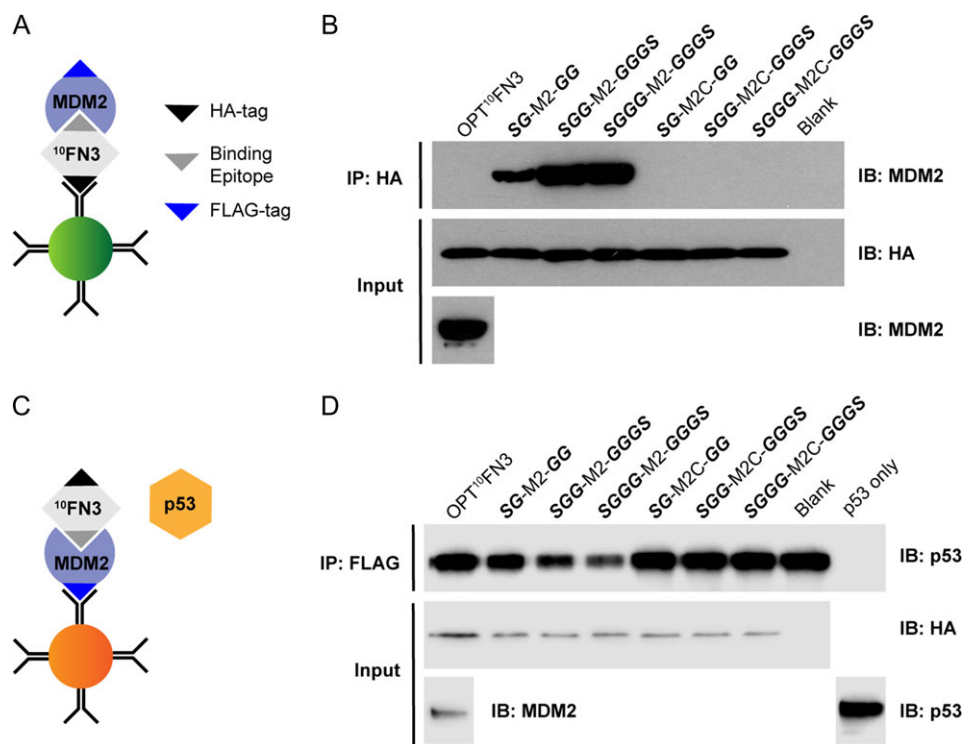 A
MDM2
¹⁰FN3
HA-tag
Binding
Epitope
FLAG-tag
B
OPT¹⁰FN3
SG-M2-GG
SGG-M2-GGGS
SGGG-M2-GGGS
SG-M2C-GG
SGG-M2C-GGGS
SGGG-M2C-GGGS
Blank
IP: HA
IB: MDM2
Input
IB: HA
IB: MDM2
C
¹⁰FN3
MDM2
p53
D
OPT¹⁰FN3
SG-M2-GG
SGG-M2-GGGS
SGGG-M2-GGGS
SG-M2C-GG
SGG-M2C-GGGS
SGGG-M2C-GGGS
Blank
p53 only
IP: FLAG
IB: p53
Input
IB: HA
IB: MDM2
IB: p53